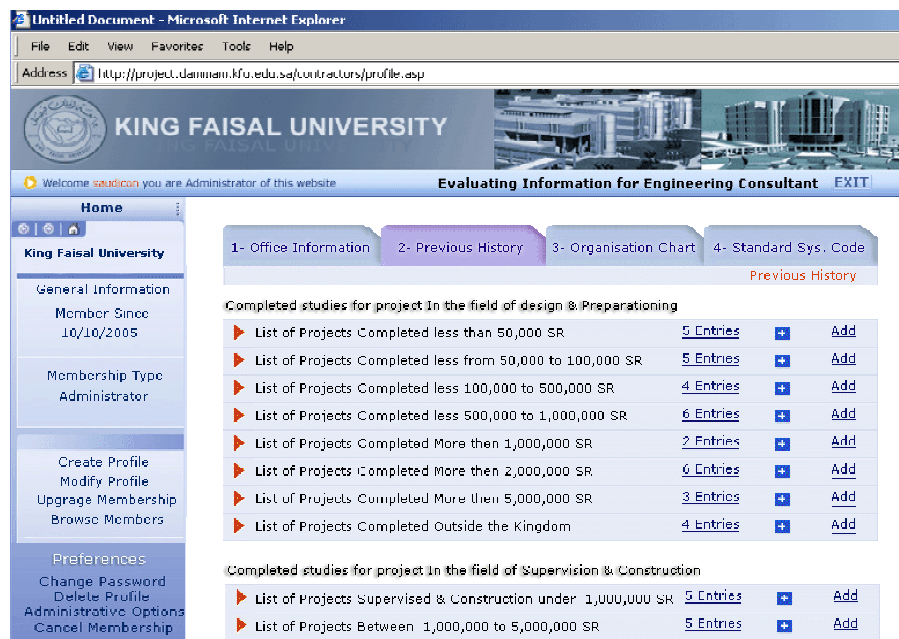 Untitled Document - Microsoft Internet Explorer
File Edit View Favorites Tools Help
Address http://project.dammam.kfu.edu.sa/contractors/profile.asp
KING FAISAL UNIVERSITY
Welcome saudicon you are Administrator of this website
Evaluating Information for Engineering Consultant EXIT
Home
King Faisal University
General Information
Member Since
10/10/2005
Membership Type
Administrator
Create Profile
Modify Profile
Upgrage Membership
Browse Members
Preferences
Change Password
Delete Profile
Administrative Options
Cancel Membership
1- Office Information 2- Previous History 3- Organisation Chart 4- Standard Sys. Code
Previous History
Completed studies for project In the field of design & Preparationing
List of Projects Completed less than 50,000 SR 5 Entries + Add
List of Projects Completed less from 50,000 to 100,000 SR 5 Entries + Add
List of Projects Completed less 100,000 to 500,000 SR 4 Entries + Add
List of Projects Completed less 500,000 to 1,000,000 SR 6 Entries + Add
List of Projects Completed More then 1,000,000 SR 2 Entries + Add
List of Projects Completed More then 2,000,000 SR 6 Entries + Add
List of Projects Completed More then 5,000,000 SR 3 Entries + Add
List of Projects Completed Outside the Kingdom 4 Entries + Add
Completed studies for project In the field of Supervision & Construction
List of Projects Supervised & Construction under 1,000,000 SR 5 Entries + Add
List of Projects Between 1,000,000 to 5,000,000 SR 5 Entries + Add